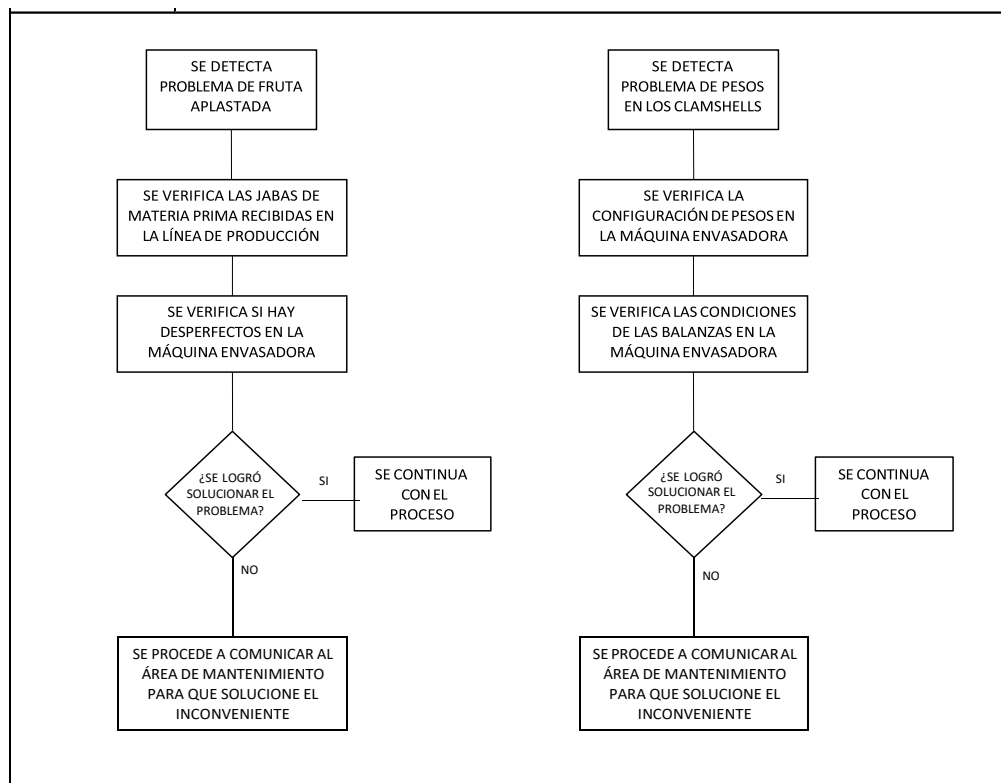 SE DETECTA
PROBLEMA DE FRUTA
APLASTADA
SE VERIFICA LAS JABAS DE
MATERIA PRIMA RECIBIDAS EN
LA LÍNEA DE PRODUCCIÓN
SE VERIFICA SI HAY
DESPERFECTOS EN LA
MÁQUINA ENVASADORA
¿SE LOGRÓ
SOLUCIONAR EL
PROBLEMA?
SI
SE CONTINUA
CON EL
PROCESO
NO
SE PROCEDE A COMUNICAR AL
ÁREA DE MANTENIMIENTO
PARA QUE SOLUCIONE EL
INCONVENIENTE
SE DETECTA
PROBLEMA DE PESOS
EN LOS CLAMSHELLS
SE VERIFICA LA
CONFIGURACIÓN DE PESOS EN
LA MÁQUINA ENVASADORA
SE VERIFICA LAS CONDICIONES
DE LAS BALANZAS EN LA
MÁQUINA ENVASADORA
¿SE LOGRÓ
SOLUCIONAR EL
PROBLEMA?
SI
SE CONTINUA
CON EL
PROCESO
NO
SE PROCEDE A COMUNICAR AL
ÁREA DE MANTENIMIENTO
PARA QUE SOLUCIONE EL
INCONVENIENTE